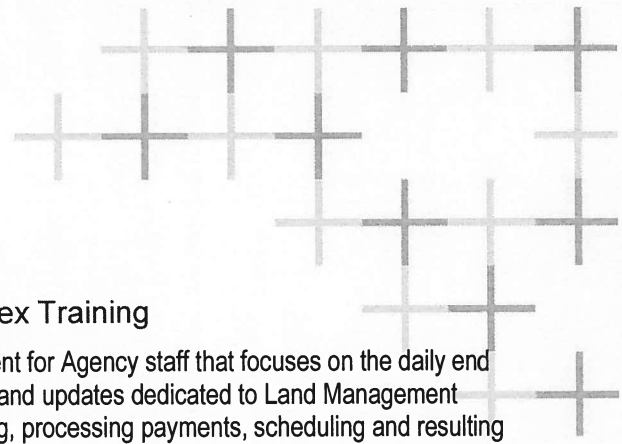 ex Training
ent for Agency staff that focuses on the daily end
and updates dedicated to Land Management
g, processing payments, scheduling and resulting